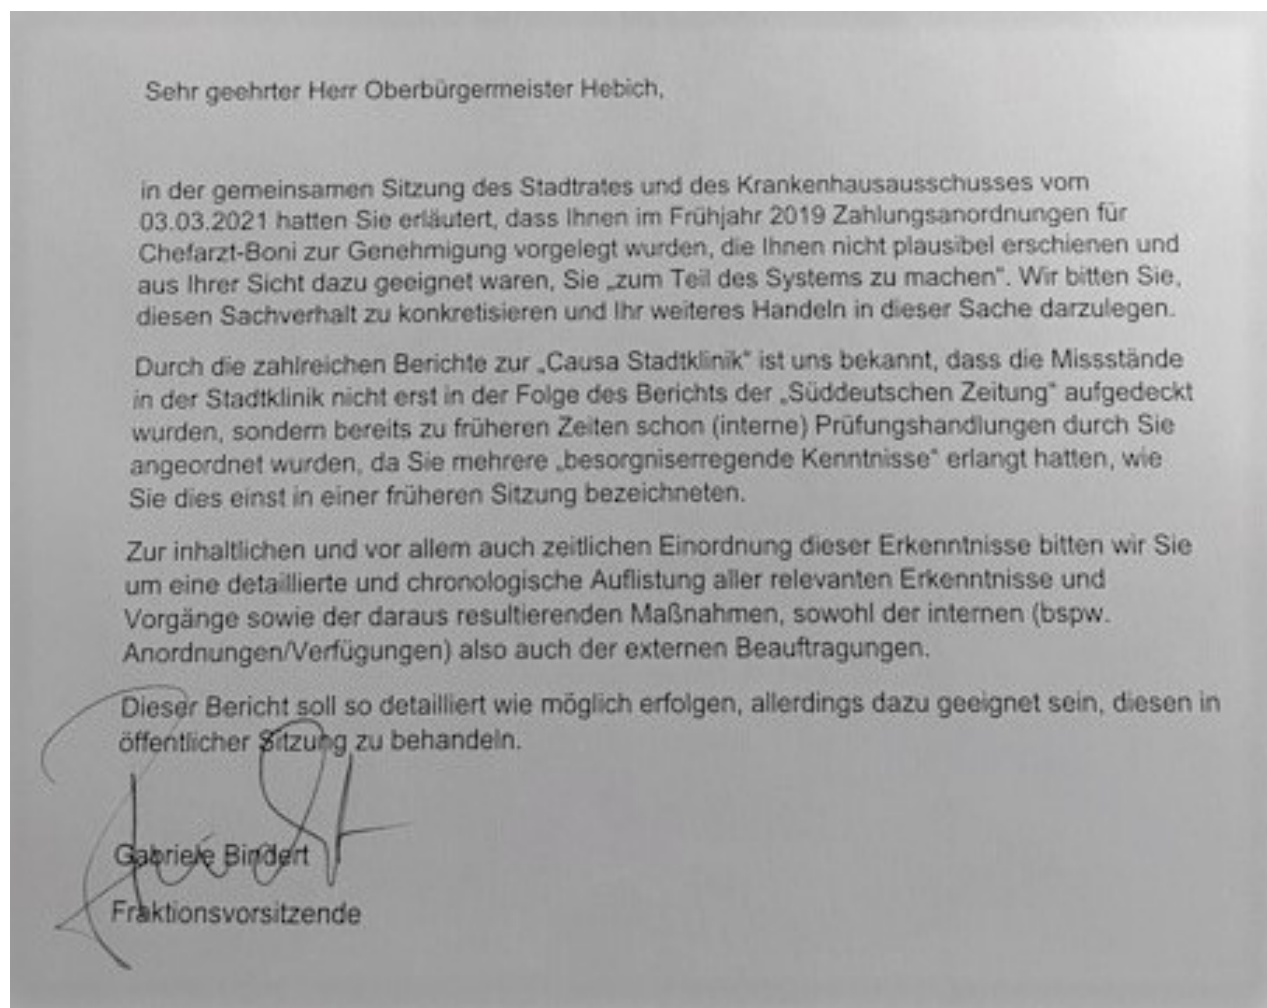 Sehr geehrter Herr Oberbürgermeister Hebich,
in der gemeinsamen Sitzung des Stadtrates und des Krankenhausausschusses vom
03.03.2021 hatten Sie erläutert, dass Ihnen im Frühjahr 2019 Zahlungsanordnungen für
Chefarzt-Boni zur Genehmigung vorgelegt wurden, die Ihnen nicht plausibel erschienen und
aus Ihrer Sicht dazu geeignet waren, Sie „zum Teil des Systems zu machen“. Wir bitten Sie,
diesen Sachverhalt zu konkretisieren und Ihr weiteres Handeln in dieser Sache darzulegen.
Durch die zahlreichen Berichte zur „Causa Stadtklinik“ ist uns bekannt, dass die Missstände
in der Stadtklinik nicht erst in der Folge des Berichts der „Süddeutschen Zeitung“ aufgedeckt
wurden, sondern bereits zu früheren Zeiten schon (interne) Prüfungshandlungen durch Sie
angeordnet wurden, da Sie mehrere „besorgniserregende Kenntnisse“ erlangt hatten, wie
Sie dies einst in einer früheren Sitzung bezeichneten.
Zur inhaltlichen und vor allem auch zeitlichen Einordnung dieser Erkenntnisse bitten wir Sie
um eine detaillierte und chronologische Auflistung aller relevanten Erkenntnisse und
Vorgänge sowie der daraus resultierenden Maßnahmen, sowohl der internen (bspw.
Anordnungen/Verfügungen) also auch der externen Beauftragungen.
Dieser Bericht soll so detailliert wie möglich erfolgen, allerdings dazu geeignet sein, diesen in
öffentlicher Sitzung zu behandeln.
Gabriele Bindert
Fraktionsvorsitzende